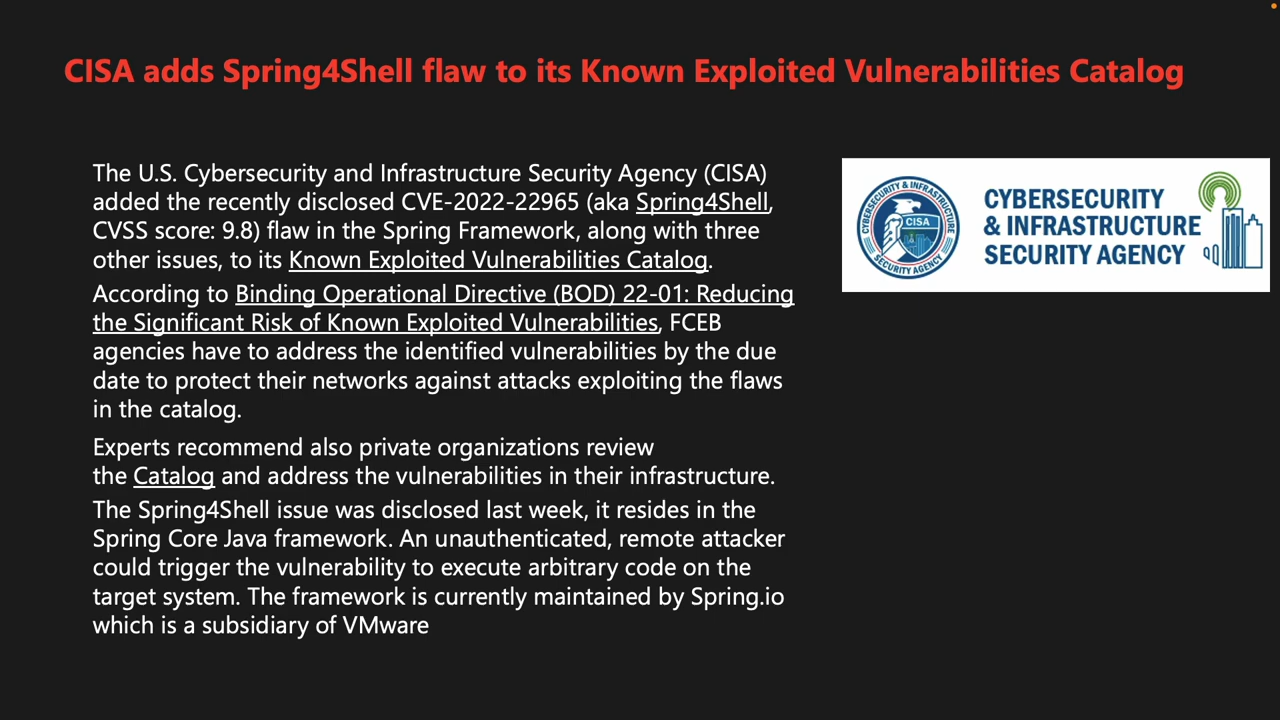 CISA adds Spring4Shell flaw to its Known Exploited Vulnerabilities Catalog
The U.S. Cybersecurity and Infrastructure Security Agency (CISA)
added the recently disclosed CVE-2022-22965 (aka Spring4Shell,
CVSS score: 9.8) flaw in the Spring Framework, along with three
other issues, to its Known Exploited Vulnerabilities Catalog.
According to Binding Operational Directive (BOD) 22-01: Reducing
the Significant Risk of Known Exploited Vulnerabilities, FCEB
agencies have to address the identified vulnerabilities by the due
date to protect their networks against attacks exploiting the flaws
in the catalog.
Experts recommend also private organizations review
the Catalog and address the vulnerabilities in their infrastructure.
The Spring4Shell issue was disclosed last week, it resides in the
Spring Core Java framework. An unauthenticated, remote attacker
could trigger the vulnerability to execute arbitrary code on the
target system. The framework is currently maintained by Spring.io
which is a subsidiary of VMware
CYBERSECURITY & INFRASTRUCTURE
CISA
SECURITY AGENCY
CYBERSECURITY
& INFRASTRUCTURE
SECURITY AGENCY